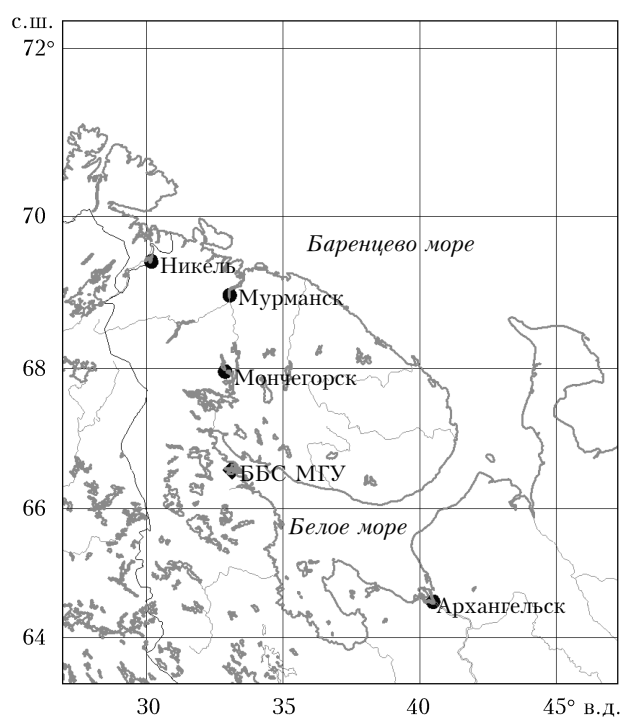 с.ш.
72°
70
Баренцево море
Никель
Мурманск
68
Мончегорск
ББС МГУ
66
Белое море
Архангельск
64
30 35 40 45° в.д.